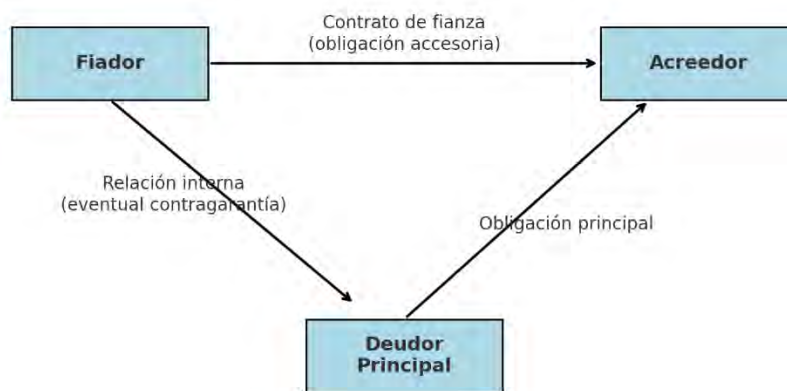 Contrato de fianza
(obligación accesoria)
Fiador
Acreedor
Relación interna
(eventual contragarantía)
Obligación principal
Deudor
Principal